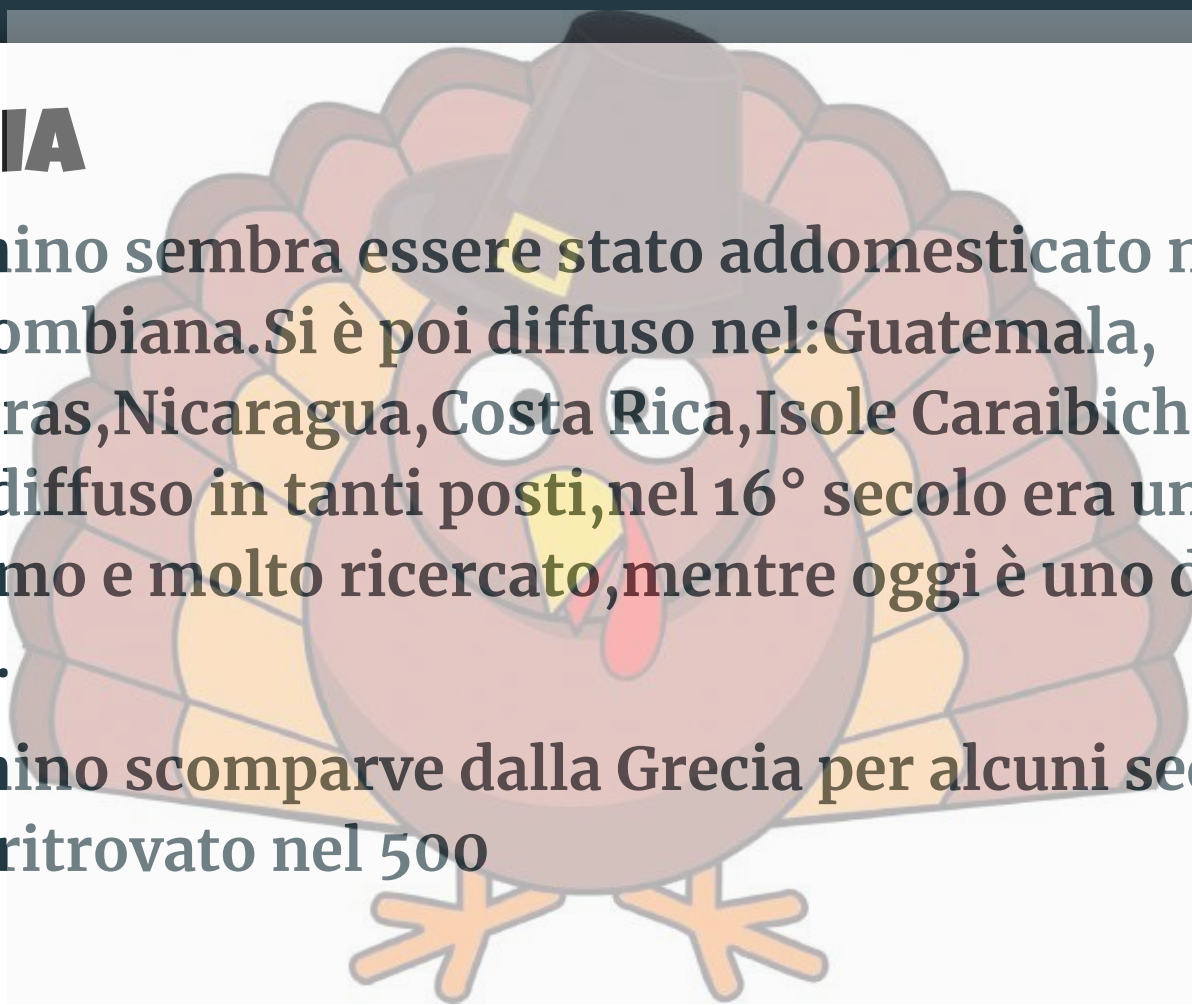 IA
ino sembra essere stato addomesticato n
ombiana.Si è poi diffuso nel:Guatemala,
ras,Nicaragua,Costa Rica,Isole Caraibich
diffuso in tanti posti,nel 16° secolo era un
mo e molto ricercato,mentre oggi è uno d
.
ino scomparve dalla Grecia per alcuni sec
ritrovato nel 500